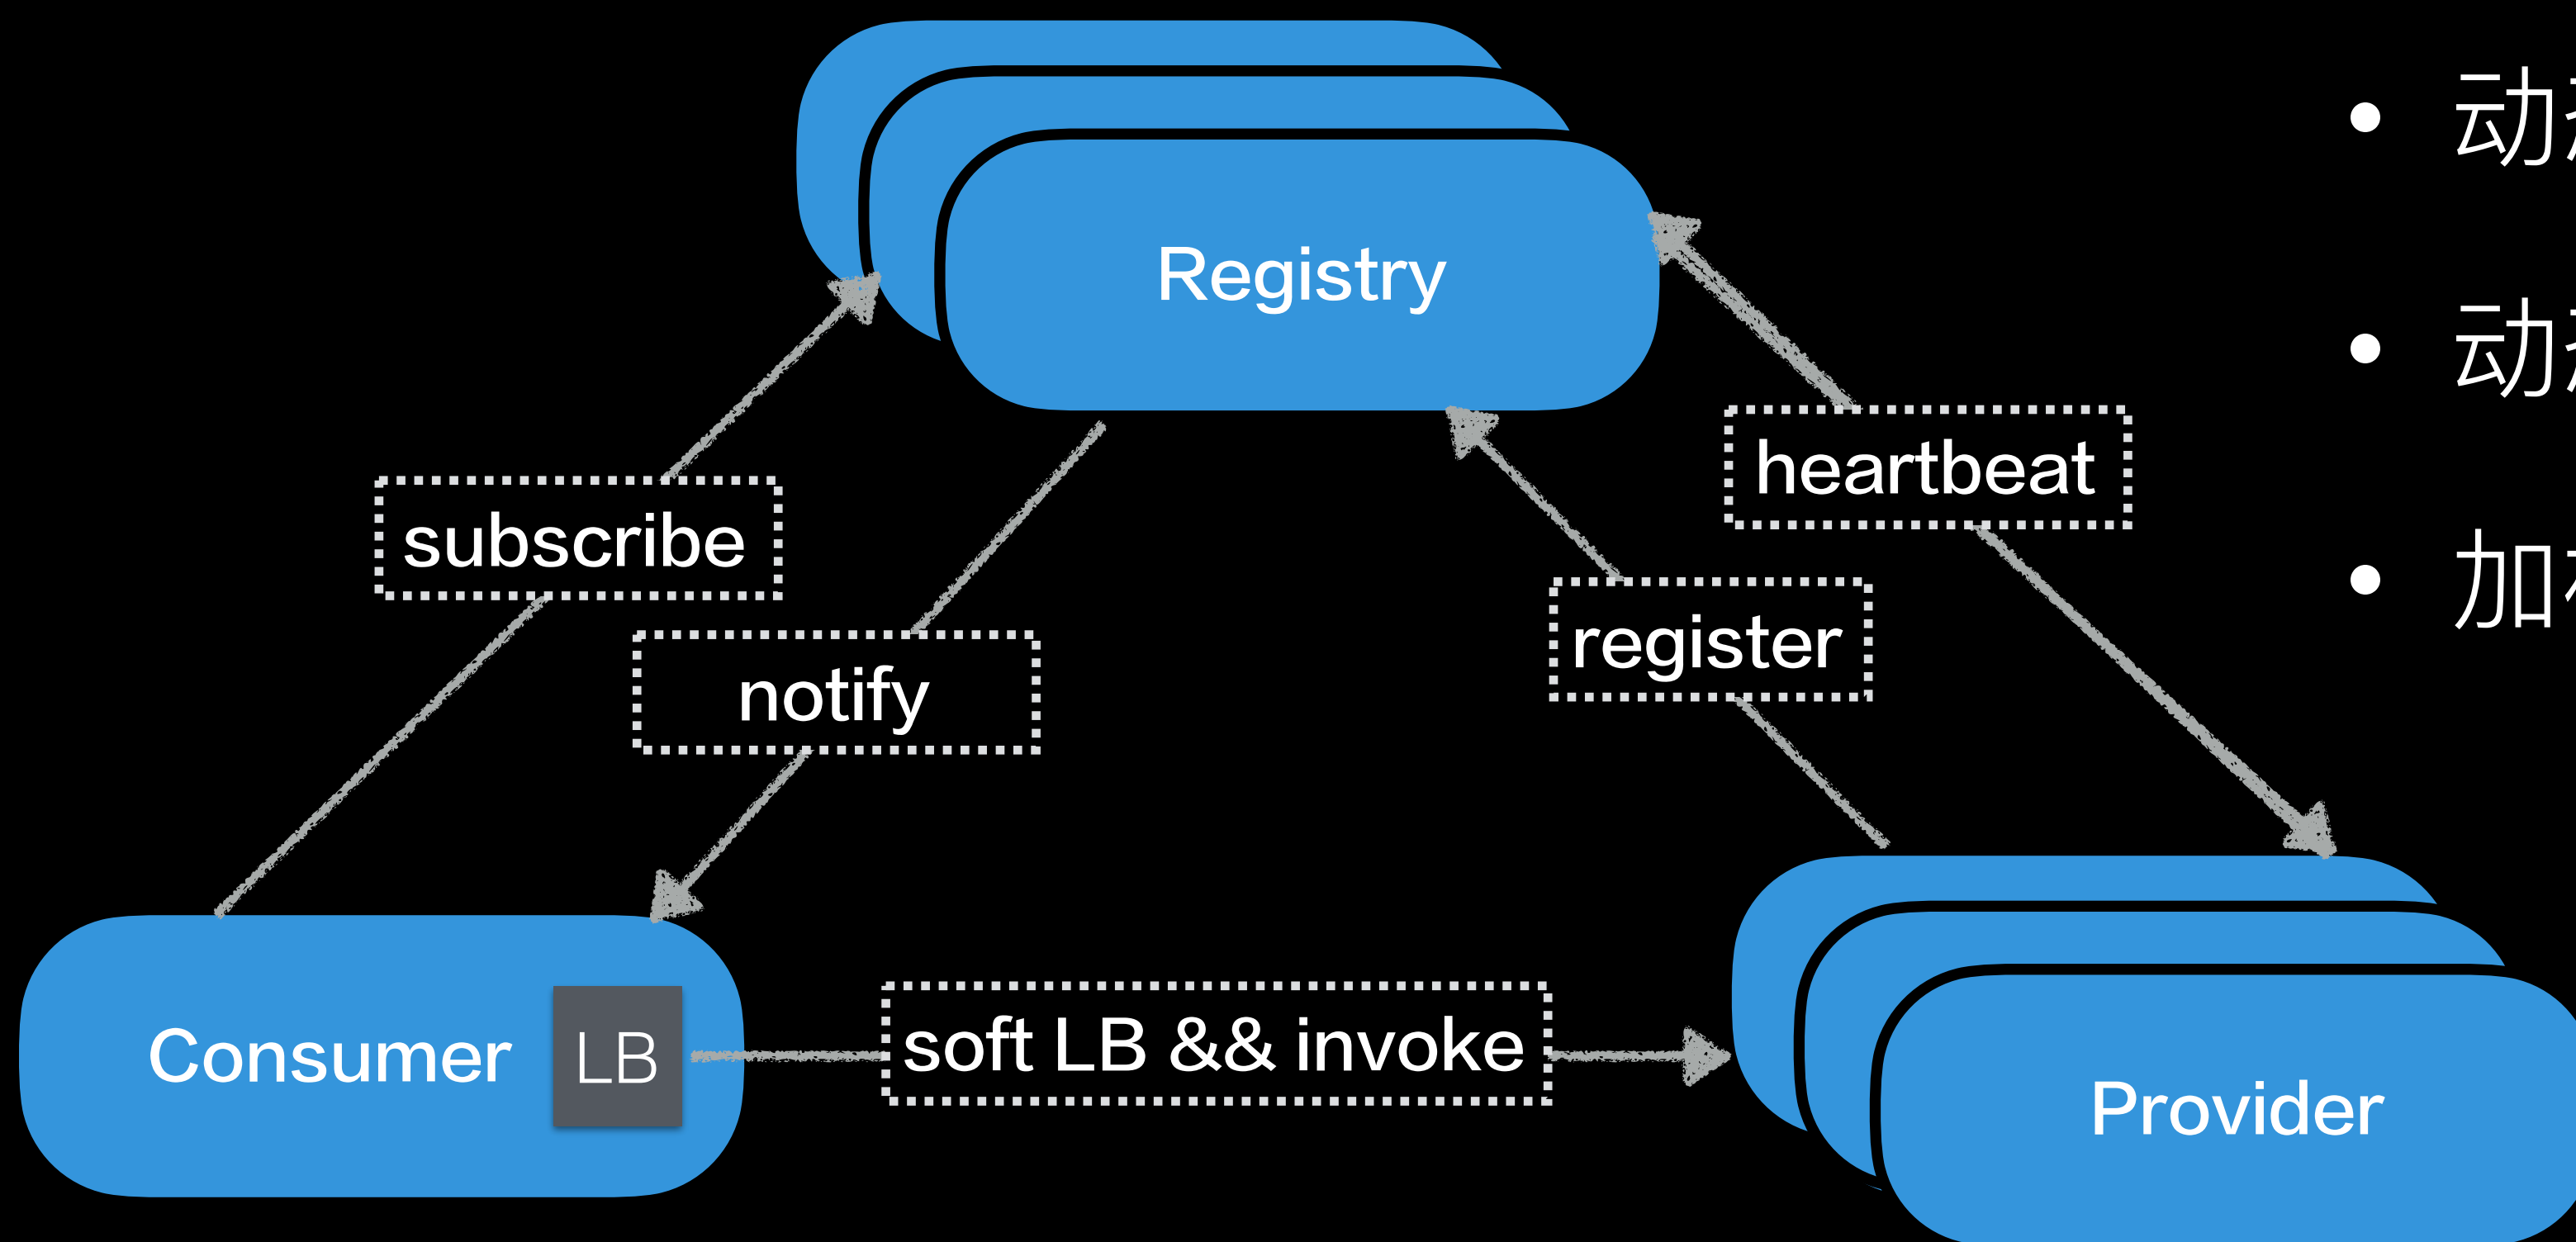 Registry
heartbeat
subscribe
register
notify
Consumer
LB
soft LB && invoke
Provider
• 动
• 动
• 加